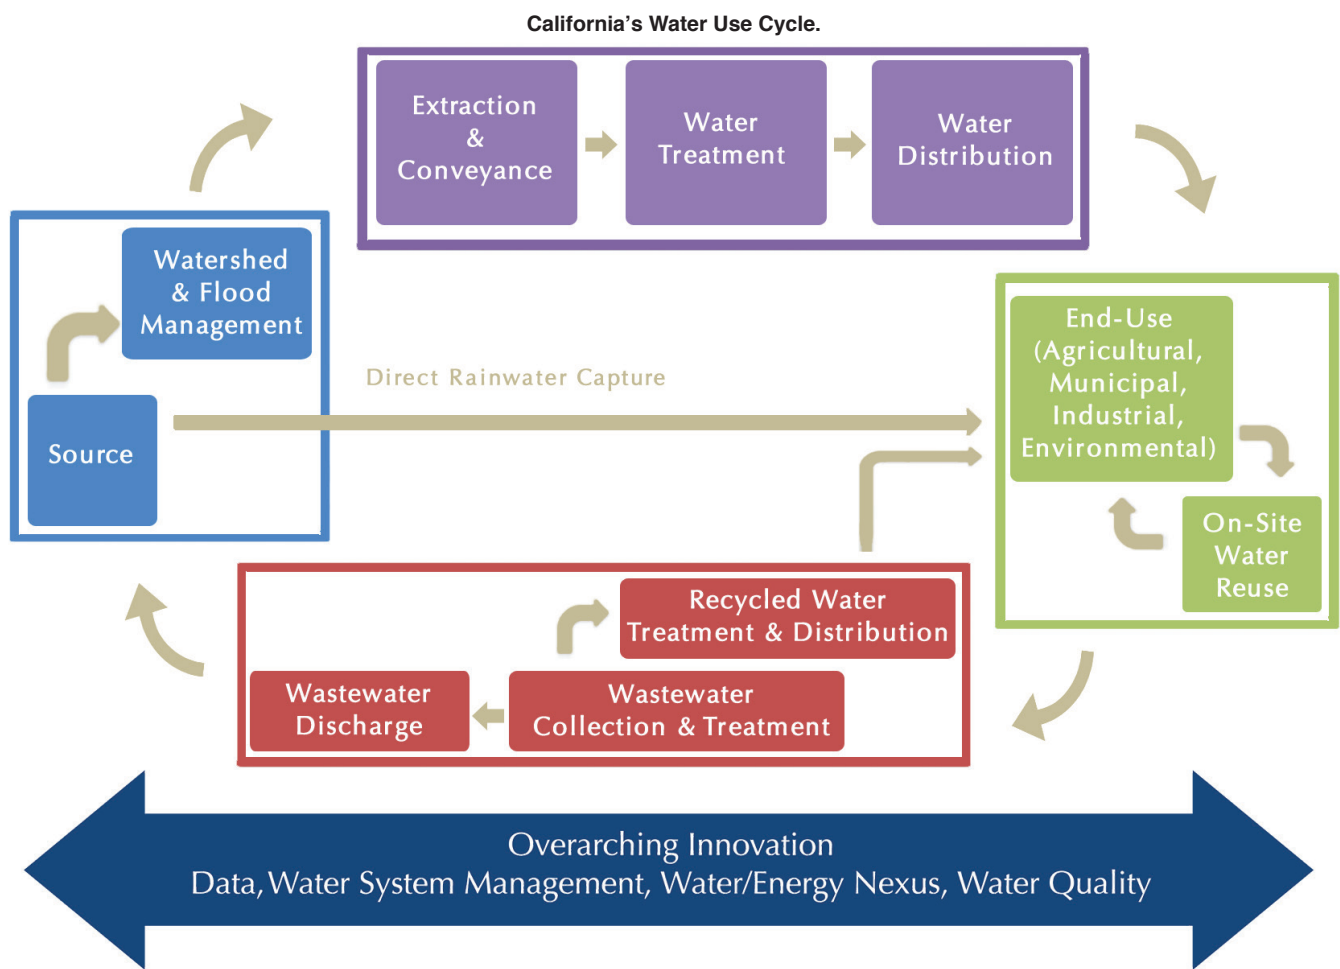 California’s Water Use Cycle.
Extraction
&
Conveyance
Water
Treatment
Water
Distribution
Watershed
& Flood
Management
Source
Direct Rainwater Capture
End-Use
(Agricultural,
Municipal,
Industrial,
Environmental)
On-Site
Water
Reuse
Recycled Water
Treatment & Distribution
Wastewater
Discharge
Wastewater
Collection & Treatment
Overarching Innovation
Data, Water System Management, Water/Energy Nexus, Water Quality